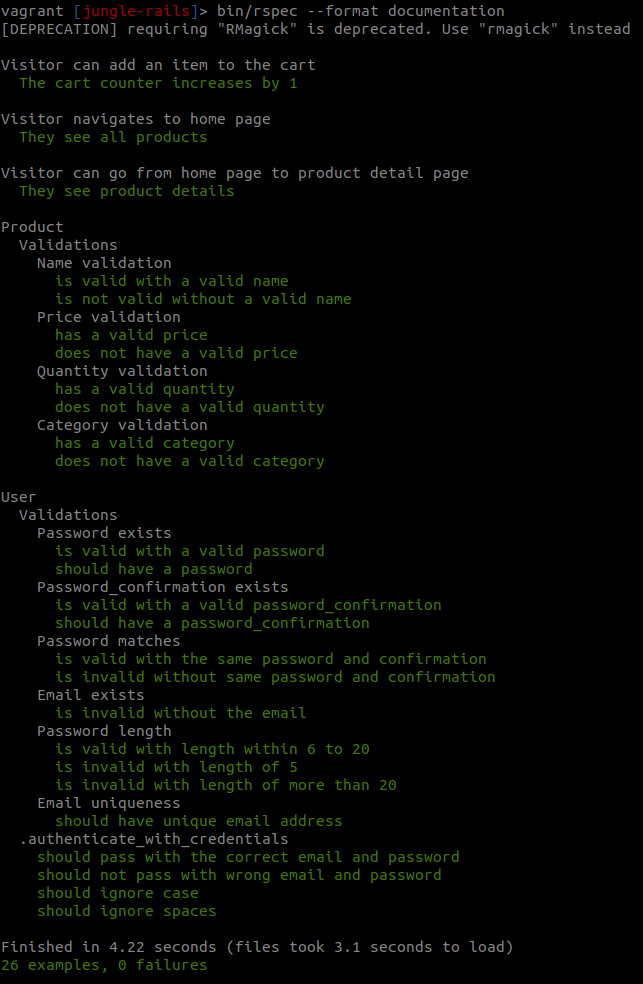 vagrant [jungle-rails]> bin/rspec --format documentation
[DEPRECATION] requiring "RMagick" is deprecated. Use "rmagick" instead

Visitor can add an item to the cart
  The cart counter increases by 1

Visitor navigates to home page
  They see all products

Visitor can go from home page to product detail page
  They see product details

Product
  Validations
    Name validation
      is valid with a valid name
      is not valid without a valid name
    Price validation
      has a valid price
      does not have a valid price
    Quantity validation
      has a valid quantity
      does not have a valid quantity
    Category validation
      has a valid category
      does not have a valid category

User
  Validations
    Password exists
      is valid with a valid password
      should have a password
    Password_confirmation exists
      is valid with a valid password_confirmation
      should have a password_confirmation
    Password matches
      is valid with the same password and confirmation
      is invalid without same password and confirmation
    Email exists
      is invalid without the email
    Password length
      is valid with length within 6 to 20
      is invalid with length of 5
      is invalid with length of more than 20
    Email uniqueness
      should have unique email address
  .authenticate_with_credentials
    should pass with the correct email and password
    should not pass with wrong email and password
    should ignore case
    should ignore spaces

Finished in 4.22 seconds (files took 3.1 seconds to load)
26 examples, 0 failures